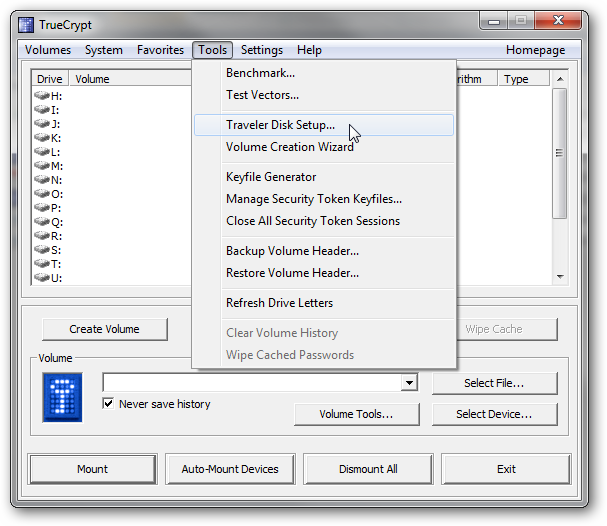 TrueCrypt
Volumes System Favorites Tools Settings Help Homepage
Drive Volume Type
H:
I:
J:
K:
L:
M:
N:
O:
P:
Q:
R:
S:
T:
U:
Benchmark...
Test Vectors...
Traveler Disk Setup...
Volume Creation Wizard
Keyfile Generator
Manage Security Token Keyfiles...
Close All Security Token Sessions
Backup Volume Header...
Restore Volume Header...
Refresh Drive Letters
Clear Volume History
Wipe Cached Passwords
Create Volume Wipe Cache
Volume
Select File...
Never save history
Volume Tools... Select Device...
Mount Auto-Mount Devices Dismount All Exit